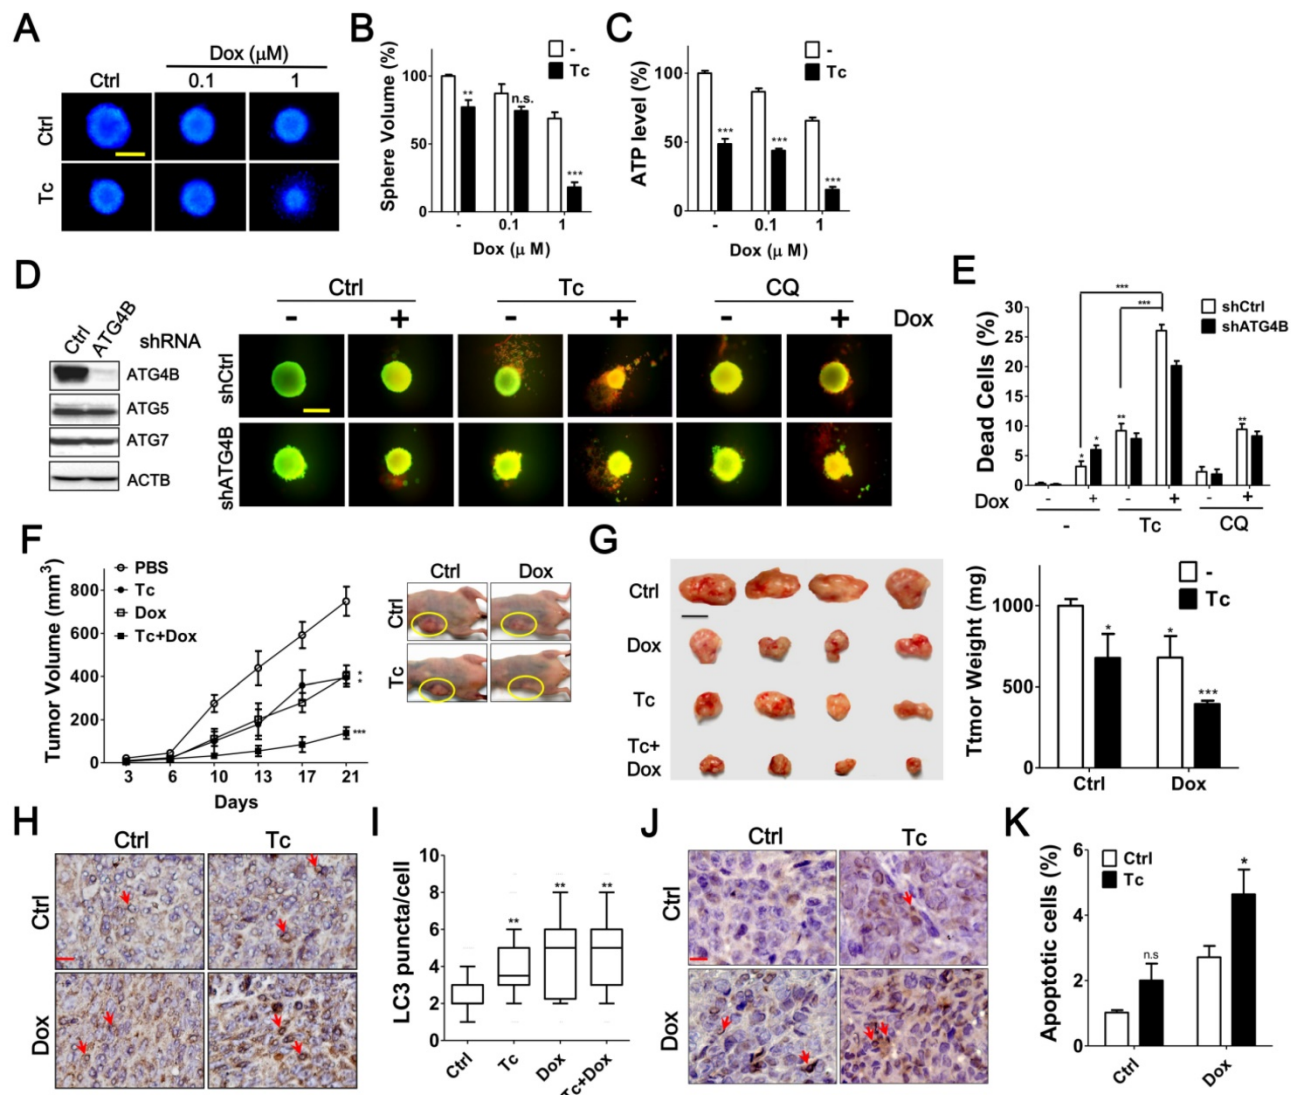 A
Dox (μM)
Ctrl
0.1
1
Ctrl
Tc
B
Sphere Volume (%)
100
50
0
-
Tc
**
n.s.
***
-
0.1
1
Dox (μ M)
C
ATP level (%)
100
50
0
-
Tc
***
***
***
-
0.1
1
Dox (μ M)
D
Ctrl
ATG4B
shRNA
ATG4B
ATG5
ATG7
ACTB
Ctrl
Tc
CQ
- + - + - + Dox
shCtrl
shATG4B
E
Dead Cells (%)
30
25
20
15
10
5
0
shCtrl
shATG4B
***
***
*
*
**
**
Dox - + - + - +
- Tc CQ
F
Tumor Volume (mm3)
800
600
400
200
0
PBS
Tc
Dox
Tc+Dox
*
*
***
3 6 10 13 17 21
Days
Ctrl Dox
Ctrl
Tc
G
Ctrl
Dox
Tc
Tc+
Dox
Ttmor Weight (mg)
1000
500
0
-
Tc
*
*
***
Ctrl Dox
H
Ctrl Tc
Ctrl
Dox
I
LC3 puncta/cell
10
8
6
4
2
0
**
**
**
Ctrl
Tc
Dox
Tc+Dox
J
Ctrl Tc
Ctrl
Dox
K
Apoptotic cells (%)
6
4
2
0
Ctrl
Tc
n.s
*
Ctrl
Dox